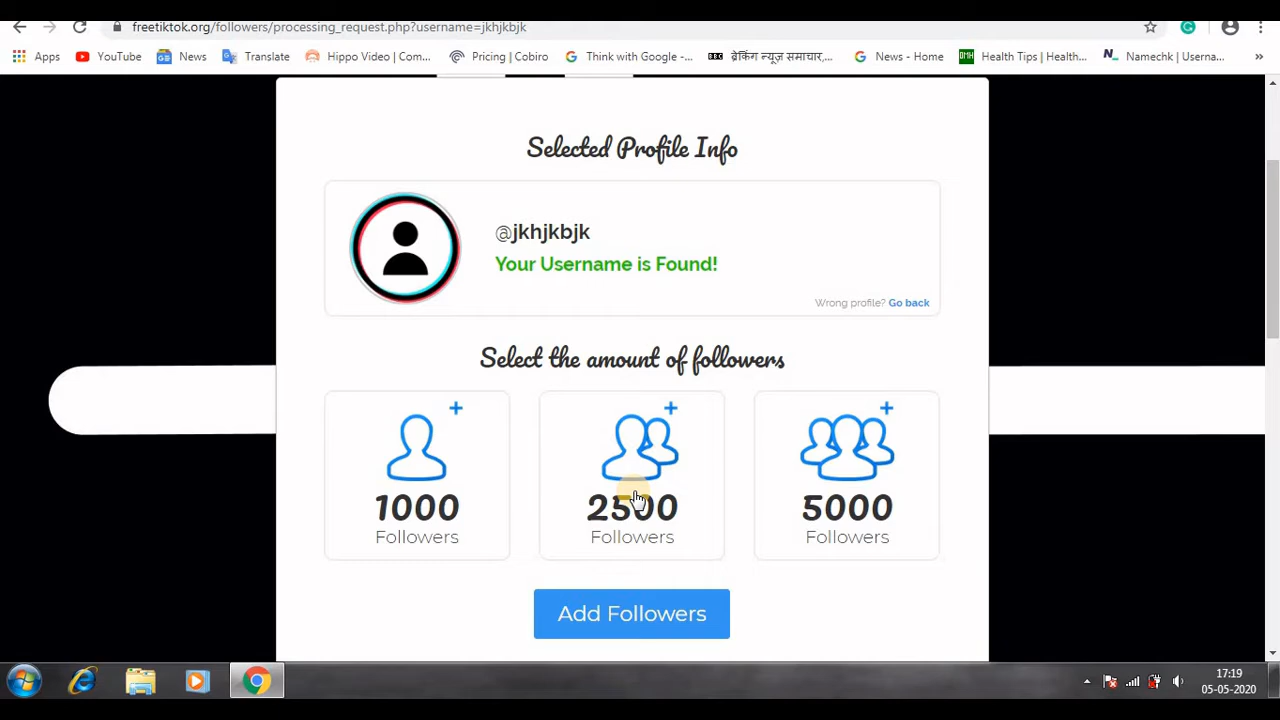 freetiktok.org/followers/processing_request.php?username=jkhjkbjk
Apps YouTube News Translate Hippo Video | Com... Pricing | Cobiro Think with Google -... BBC ब्रेकिंग न्यूज़ समाचार,... News - Home DMH Health Tips | Health... Namechk | Userna... »
Selected Profile Info
@jkhjkbjk
Your Username is Found!
Wrong profile? Go back
Select the amount of followers
1000 2500 5000
Followers Followers Followers
Add Followers
17:19
05-05-2020